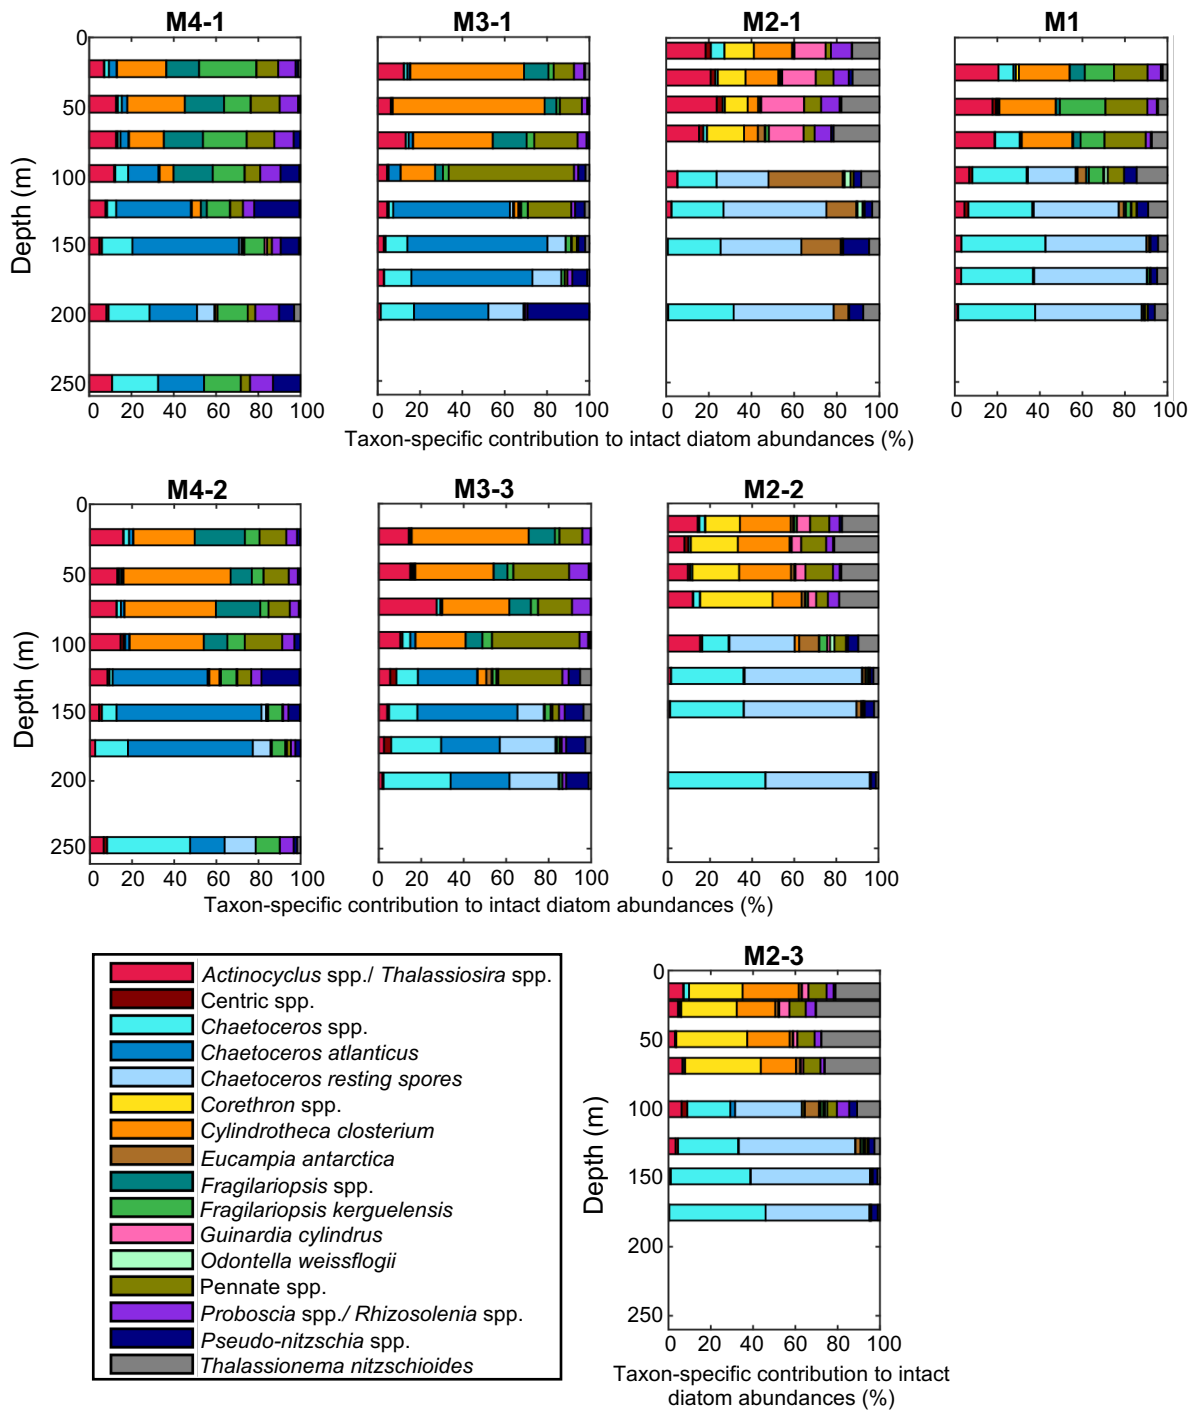 M4-1
M3-1
M2-1
M1
0
50
100
150
200
250
Depth (m)
0 20 40 60 80 100
0 20 40 60 80 100
0 20 40 60 80 100
0 20 40 60 80 100
Taxon-specific contribution to intact diatom abundances (%)
M4-2
M3-3
M2-2
0
50
100
150
200
250
Depth (m)
0 20 40 60 80 100
0 20 40 60 80 100
0 20 40 60 80 100
Taxon-specific contribution to intact diatom abundances (%)
Actinocyclus spp./ Thalassiosira spp.
Centric spp.
Chaetoceros spp.
Chaetoceros atlanticus
Chaetoceros resting spores
Corethron spp.
Cylindrotheca closterium
Eucampia antarctica
Fragilariopsis spp.
Fragilariopsis kerguelensis
Guinardia cylindrus
Odontella weissflogii
Pennate spp.
Proboscia spp./ Rhizosolenia spp.
Pseudo-nitzschia spp.
Thalassionema nitzschioides
M2-3
0
50
100
150
200
250
Depth (m)
0 20 40 60 80 100
Taxon-specific contribution to intact
diatom abundances (%)